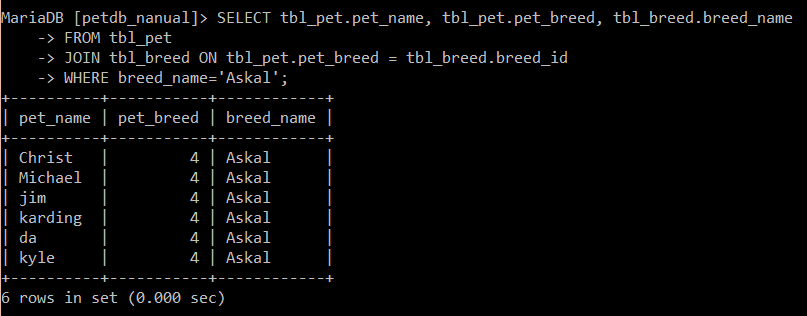 MariaDB [petdb_nanual]> SELECT tbl_pet.pet_name, tbl_pet.pet_breed, tbl_breed.breed_name
    -> FROM tbl_pet
    -> JOIN tbl_breed ON tbl_pet.pet_breed = tbl_breed.breed_id
    -> WHERE breed_name='Askal';
+----------+-----------+------------+
| pet_name | pet_breed | breed_name |
+----------+-----------+------------+
| Christ   |         4 | Askal      |
| Michael  |         4 | Askal      |
| jim      |         4 | Askal      |
| karding  |         4 | Askal      |
| da       |         4 | Askal      |
| kyle     |         4 | Askal      |
+----------+-----------+------------+
6 rows in set (0.000 sec)